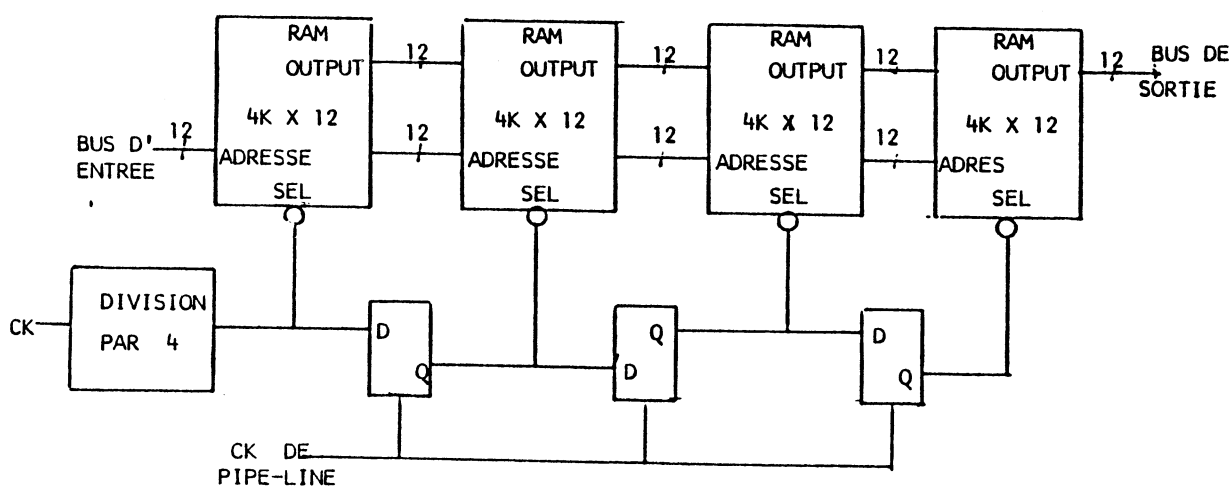 RAM
OUTPUT
4K X 12
ADRESSE
SEL
12
12
RAM
OUTPUT
4K X 12
ADRESSE
SEL
12
12
RAM
OUTPUT
4K X 12
ADRESSE
SEL
12
12
RAM
OUTPUT
4K X 12
ADRES
SEL
12
BUS DE
SORTIE
BUS D'
ENTREE
12
CK
DIVISION
PAR 4
D
Q
Q
D
D
Q
CK DE
PIPE-LINE